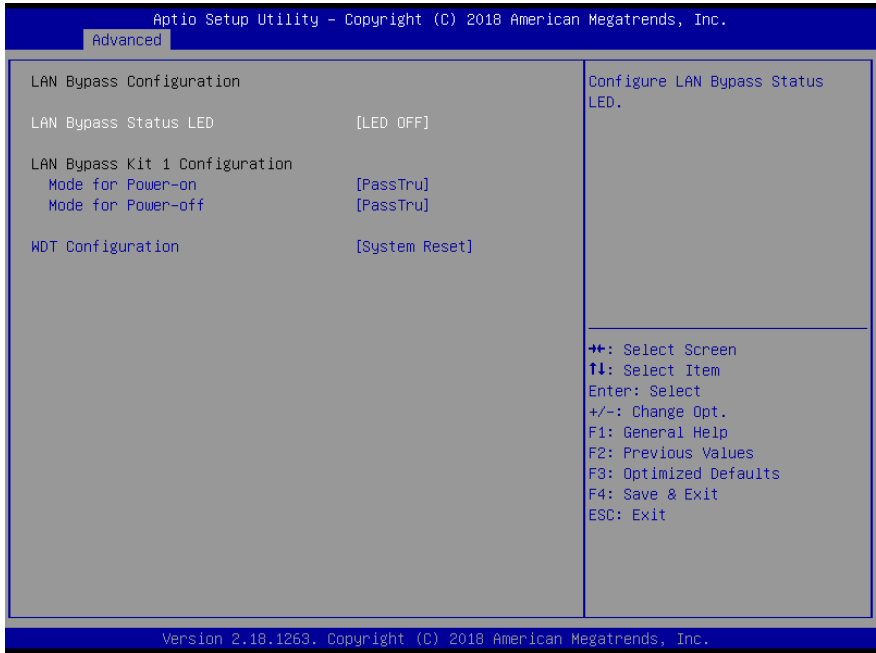 Aptio Setup Utility – Copyright (C) 2018 American Megatrends, Inc.
Advanced
LAN Bypass Configuration
LAN Bypass Status LED [LED OFF]
LAN Bypass Kit 1 Configuration
Mode for Power-on [PassTru]
Mode for Power-off [PassTru]
WDT Configuration [System Reset]
Configure LAN Bypass Status
LED.
→←: Select Screen
↑↓: Select Item
Enter: Select
+/-: Change Opt.
F1: General Help
F2: Previous Values
F3: Optimized Defaults
F4: Save & Exit
ESC: Exit
Version 2.18.1263. Copyright (C) 2018 American Megatrends, Inc.